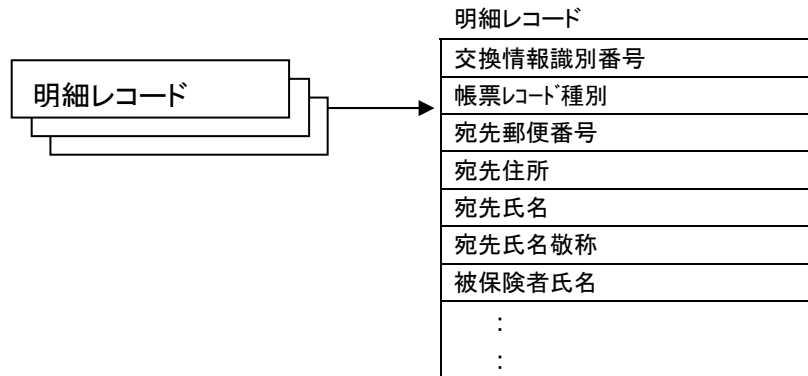 明細レコード
明細レコード
交換情報識別番号
帳票ﾚｺｰﾄﾞ種別
宛先郵便番号
宛先住所
宛先氏名
宛先氏名敬称
被保険者氏名
:
: